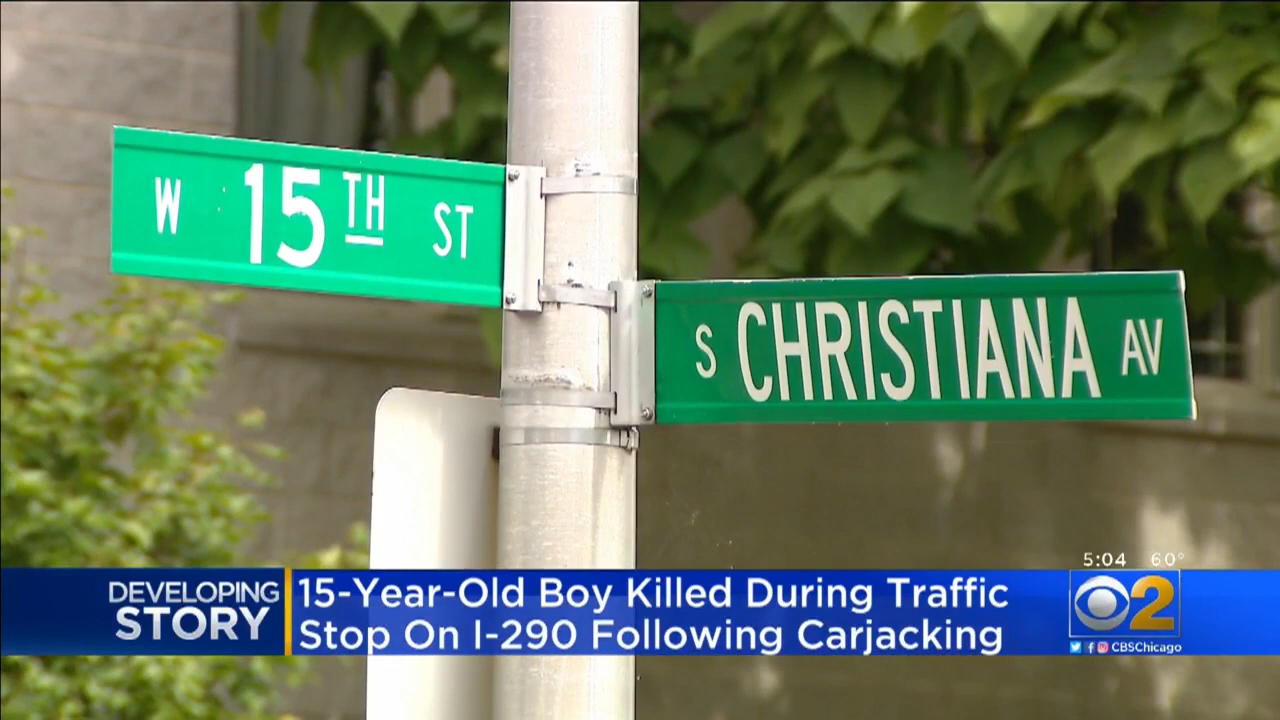 W 15TH ST
S CHRISTIANA AV
5:04 60°
DEVELOPING
STORY
15-Year-Old Boy Killed During Traffic
Stop On I-290 Following Carjacking
2
CBSChicago